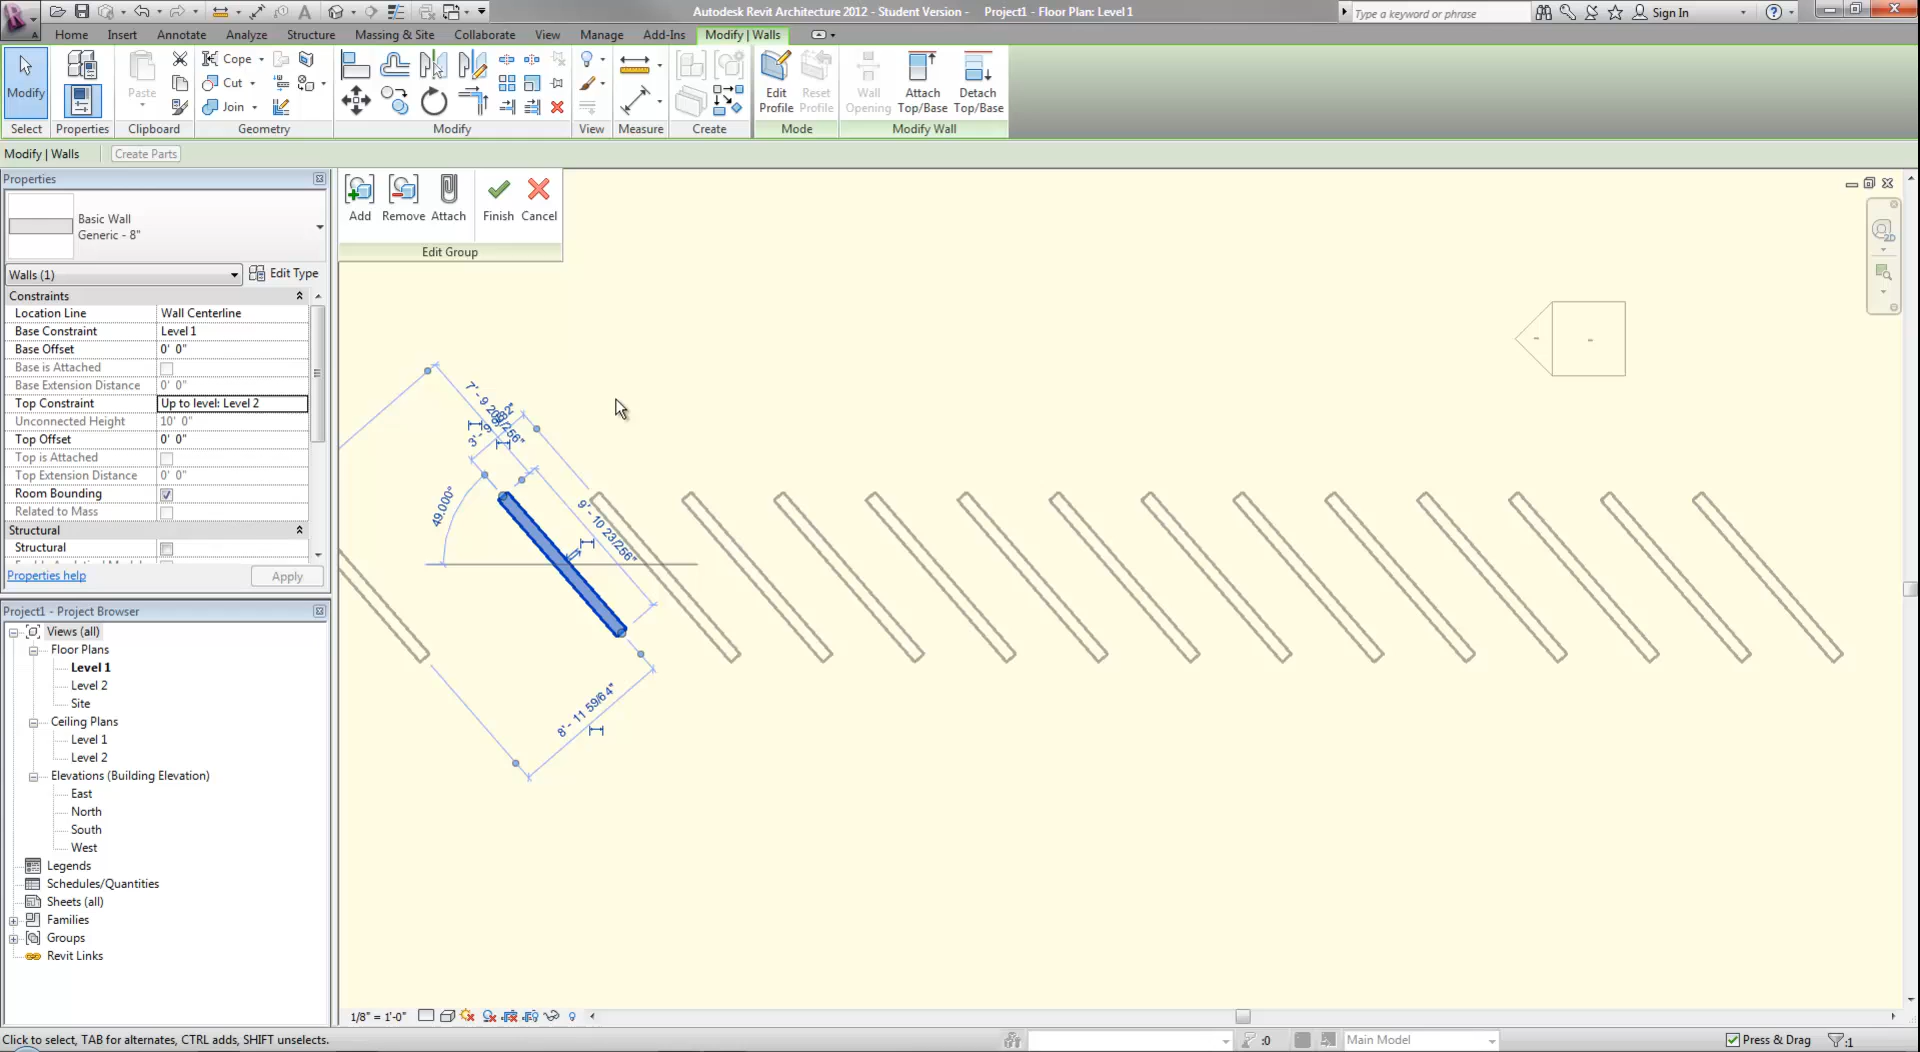 Autodesk Revit Architecture 2012 - Student Version - Project1 - Floor Plan: Level 1
Type a keyword or phrase
Sign In
Home Insert Annotate Analyze Structure Massing & Site Collaborate View Manage Add-Ins Modify | Walls
Modify
Paste
Cope
Cut
Join
Edit Profile
Reset Profile
Wall Opening
Attach Top/Base
Detach Top/Base
Select Properties Clipboard Geometry Modify View Measure Create Mode Modify Wall
Modify | Walls
Create Parts
Properties
Basic Wall
Generic - 8"
Walls (1)
Edit Type
Constraints
Location Line Wall Centerline
Base Constraint Level 1
Base Offset 0' 0"
Base is Attached
Base Extension Distance 0' 0"
Top Constraint Up to level: Level 2
Unconnected Height 10' 0"
Top Offset 0' 0"
Top is Attached
Top Extension Distance 0' 0"
Room Bounding
Related to Mass
Structural
Structural
Properties help
Apply
Project1 - Project Browser
Views (all)
Floor Plans
Level 1
Level 2
Site
Ceiling Plans
Level 1
Level 2
Elevations (Building Elevation)
East
North
South
West
Legends
Schedules/Quantities
Sheets (all)
Families
Groups
Revit Links
Add Remove Attach Finish Cancel
Edit Group
49.000°
9' - 10 23/256"
8' - 11 59/64"
2D
1/8" = 1'-0"
Click to select, TAB for alternates, CTRL adds, SHIFT unselects.
:0
Main Model
Press & Drag
:1